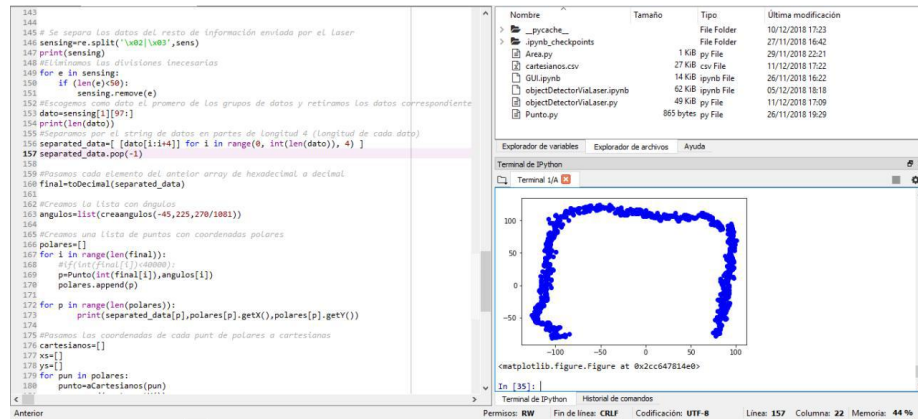 143
144
145 # Se separa los datos del resto de información enviada por el laser
146 sensing=re.split('\x02|\x03',sens)
147 print(sensing)
148 #Eliminamos las divisiones inecesarias
149 for e in sensing:
150 if (len(e)<50):
151 sensing.remove(e)
152 #Escogemos como dato el promero de los grupos de datos y retiramos los datos correspondiente
153 dato=sensing[1][97:]
154 print(len(dato))
155 #Separamos por el string de datos en partes de longitud 4 (longitud de cada dato)
156 separated_data=[ [dato[i:i+4]] for i in range(0, int(len(dato)), 4) ]
157 separated_data.pop(-1)
158
159 #Pasamos cada elemento del anteior array de hexadecimal a decimal
160 final=toDecimal(separated_data)
161
162 #Creamos la lista con ángulos
163 angulos=list(creaangulos(-45,225,270/1081))
164
165 #Creamos una lista de puntos con coordenadas polares
166 polares=[]
167 for i in range(len(final)):
168 #if(int(final[i])<40000):
169 p=Punto(int(final[i]),angulos[i])
170 polares.append(p)
171
172 for p in range(len(polares)):
173 print(separated_data[p],polares[p].getX(),polares[p].getY())
174
175 #Pasamos las coordenadas de cada punt de polares a cartesianas
176 cartesianos=[]
177 xs=[]
178 ys=[]
179 for pun in polares:
180 punto=aCartesianos(pun)
Nombre Tamaño Tipo Última modificación
__pycache__ File Folder 10/12/2018 17:23
.ipynb_checkpoints File Folder 27/11/2018 16:42
Area.py 1 KiB py File 29/11/2018 22:21
cartesianos.csv 27 KiB csv File 11/12/2018 17:22
GUI.ipynb 14 KiB ipynb File 26/11/2018 16:22
objectDetectorViaLaser.ipynb 62 KiB ipynb File 05/12/2018 18:18
objectDetectorViaLaser.py 49 KiB py File 11/12/2018 17:09
Punto.py 865 bytes py File 26/11/2018 19:29
Explorador de variables Explorador de archivos Ayuda
Terminal de IPython
Terminal 1/A
100
50
0
-50
-100 -50 0 50 100
<matplotlib.figure.Figure at 0x2cc647814e0>
In [35]:
Terminal de IPython Historial de comandos
Anterior Permisos: RW Fin de línea: CRLF Codificación: UTF-8 Línea: 157 Columna: 22 Memoria: 44 %